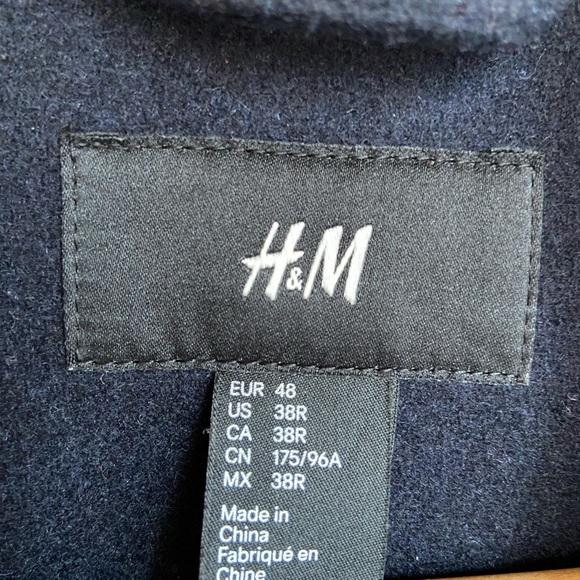 H&M
EUR 48
US 38R
CA 38R
CN 175/96A
MX 38R
Made in
China
Fabriqué en
Chine